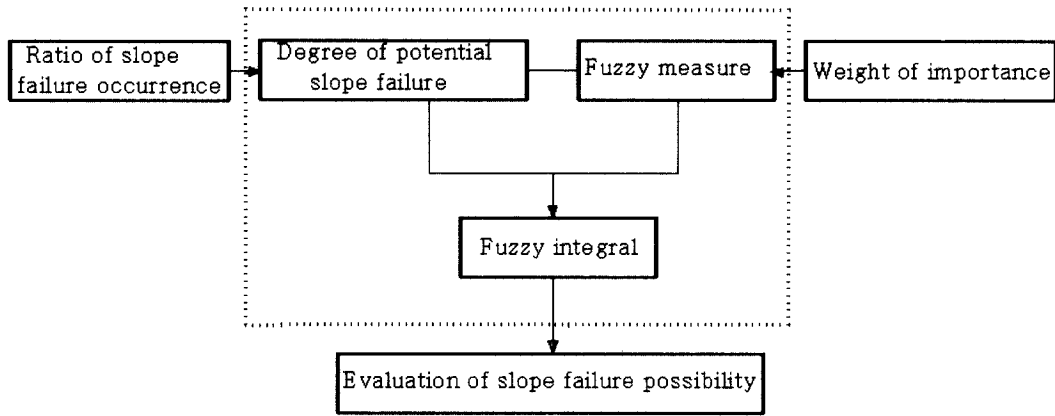 Ratio of slope
failure occurrence
Degree of potential
slope failure
Fuzzy measure
Weight of importance
Fuzzy integral
Evaluation of slope failure possibility